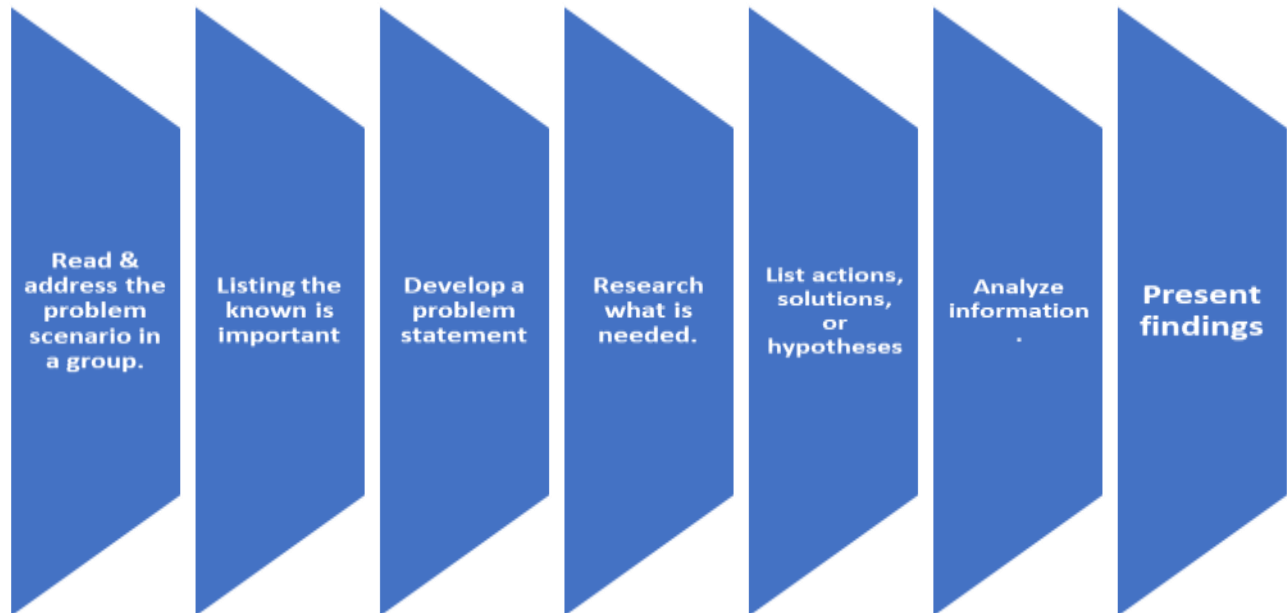 Read &
address the
problem
scenario in
a group.
Listing the
known is
important
Develop a
problem
statement
Research
what is
needed.
List actions,
solutions,
or
hypotheses
Analyze
information
.
Present
findings